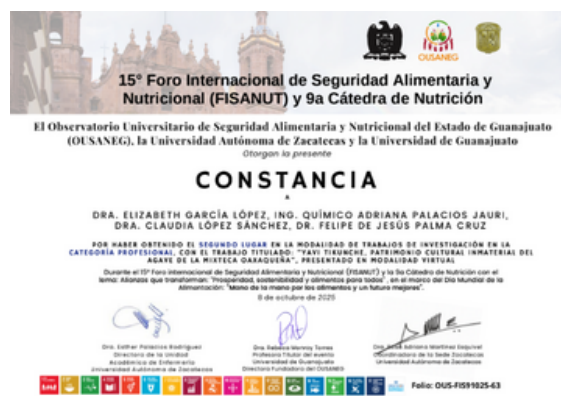 OUSANEG
15° Foro Internacional de Seguridad Alimentaria y
Nutricional (FISANUT) y 9a Cátedra de Nutrición
El Observatorio Universitario de Seguridad Alimentaria y Nutricional del Estado de Guanajuato
(OUSANEG), la Universidad Autónoma de Zacatecas y la Universidad de Guanajuato
Otorgan la presente
CONSTANCIA
A
DRA. ELIZABETH GARCÍA LÓPEZ, ING. QUÍMICO ADRIANA PALACIOS JAURI,
DRA. CLAUDIA LÓPEZ SÁNCHEZ, DR. FELIPE DE JESÚS PALMA CRUZ
POR HABER OBTENIDO EL SEGUNDO LUGAR EN LA MODALIDAD DE TRABAJOS DE INVESTIGACIÓN EN LA
CATEGORÍA PROFESIONAL, CON EL TRABAJO TITULADO: "YAVI TIKUNCHE, PATRIMONIO CULTURAL INMATERIAL DEL
AGAVE DE LA MIXTECA OAXAQUEÑA", PRESENTADO EN MODALIDAD VIRTUAL
Durante el 15° Foro Internacional de Seguridad Alimentaria y Nutricional (FISANUT) y la 9a Cátedra de Nutrición con el
lema: Alianzas que transforman: "Prosperidad, sostenibilidad y alimentos para todos", en el marco del Día Mundial de la
Alimentación: "Mano de la mano por los alimentos y un futuro mejores".
8 de octubre de 2025
Dra. Esther Palacios Rodríguez
Directora de la Unidad
Académica de Enfermería
Universidad Autónoma de Zacatecas
Dra. Rebeca Monroy Torres
Profesora Titular del evento
Universidad de Guanajuato
Directora Fundadora del OUSANEG
Adriana Martínez Esquivel
Coordinadora de la Sede Zacatecas
Universidad Autónoma de Zacatecas
Folio: OUS-FIS91025-63